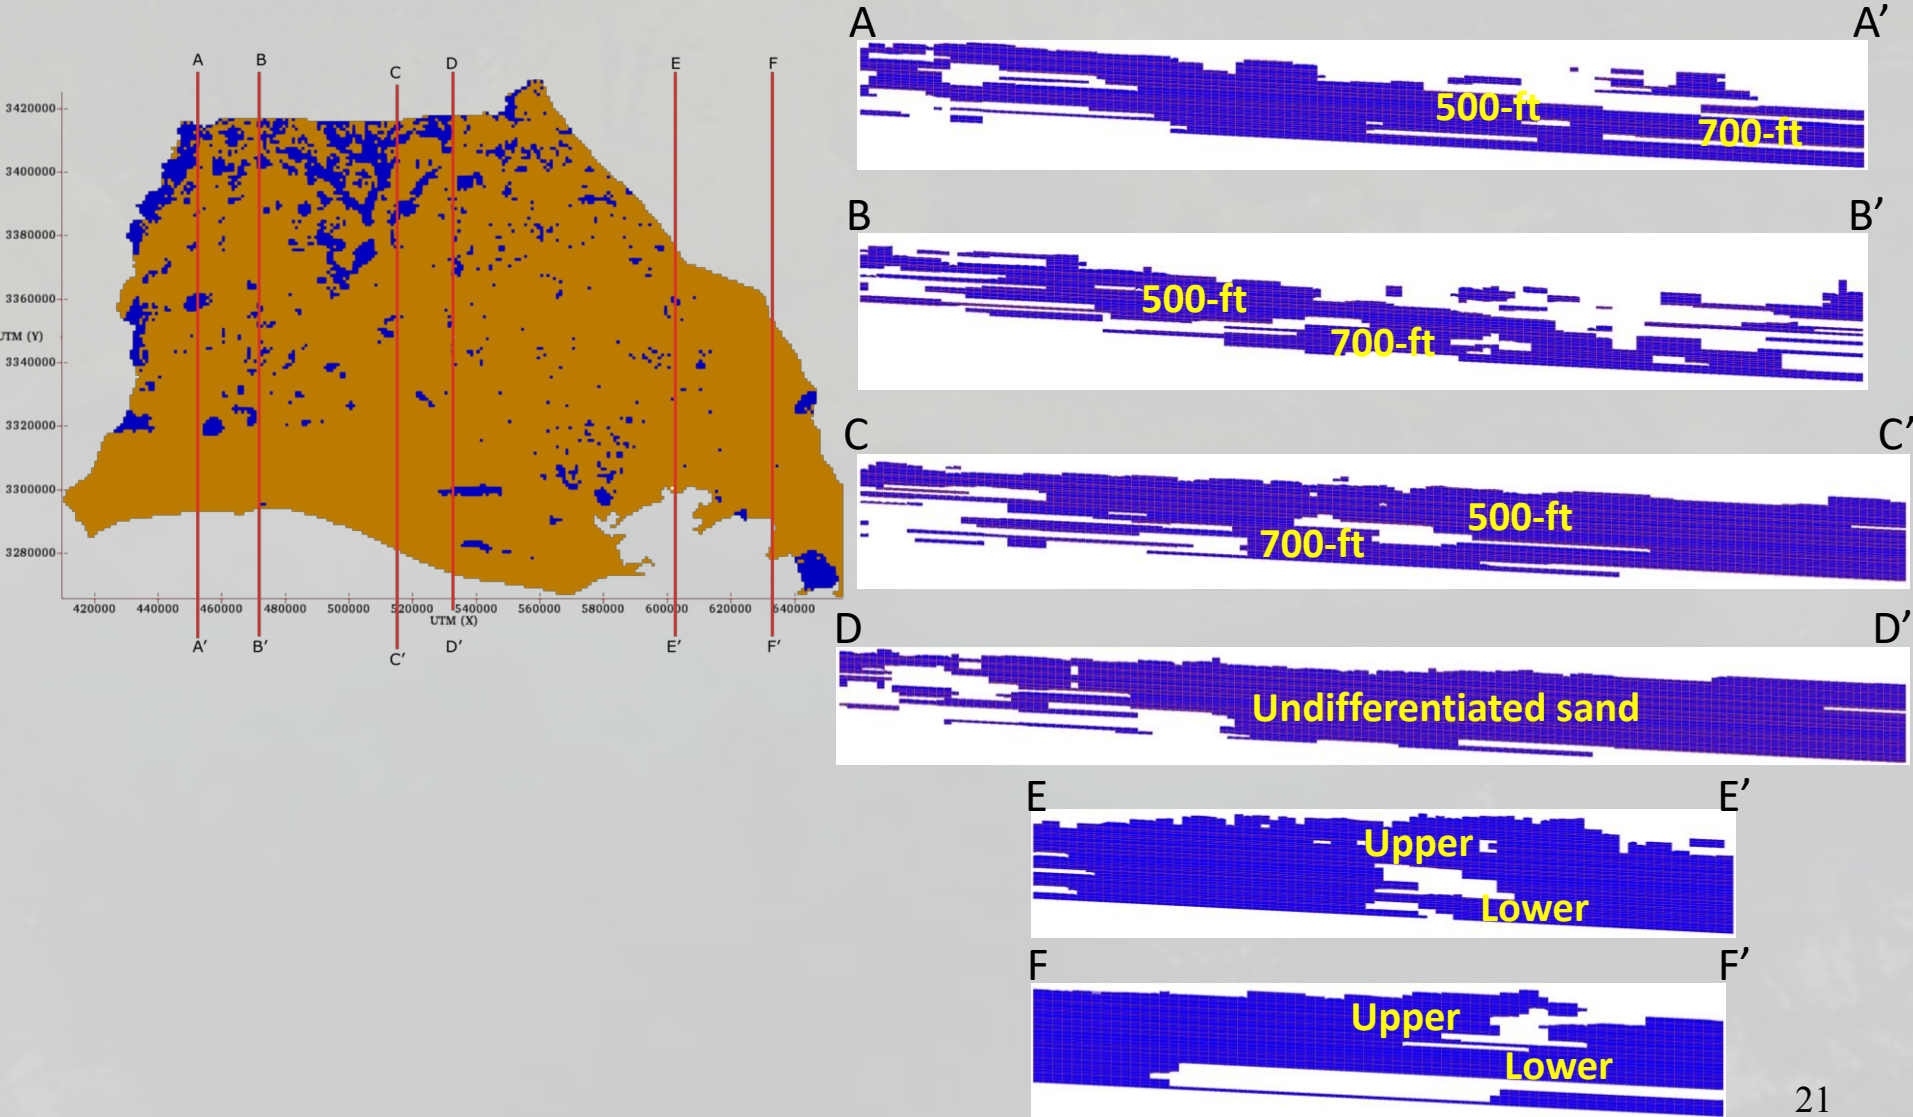 A B C D E F
3420000
3400000
3380000
3360000
UTM (Y)
3340000
3320000
3300000
3280000
420000 440000 460000 480000 500000 520000 540000 560000 580000 600000 620000 640000
UTM (X)
A' B' C' D' E' F'
A A'
500-ft
700-ft
B B'
500-ft
700-ft
C C'
500-ft
700-ft
D D'
Undifferentiated sand
E E'
Upper
Lower
F F'
Upper
Lower
21